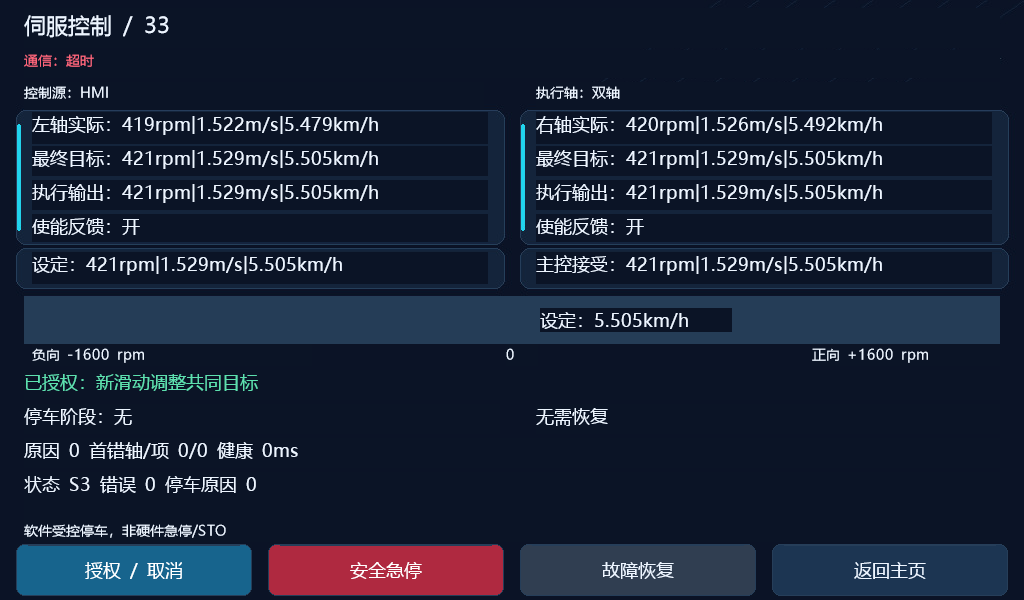 伺服控制 / 33
通信：超时
控制源：HMI
执行轴：双轴
左轴实际：419rpm|1.522m/s|5.479km/h
最终目标：421rpm|1.529m/s|5.505km/h
执行输出：421rpm|1.529m/s|5.505km/h
使能反馈：开
右轴实际：420rpm|1.526m/s|5.492km/h
最终目标：421rpm|1.529m/s|5.505km/h
执行输出：421rpm|1.529m/s|5.505km/h
使能反馈：开
设定：421rpm|1.529m/s|5.505km/h
主控接受：421rpm|1.529m/s|5.505km/h
设定：5.505km/h
负向 -1600 rpm
0
正向 +1600 rpm
已授权：新滑动调整共同目标
停车阶段：无
无需恢复
原因 0 首错轴/项 0/0 健康 0ms
状态 S3 错误 0 停车原因 0
软件受控停车，非硬件急停/STO
授权 / 取消
安全急停
故障恢复
返回主页